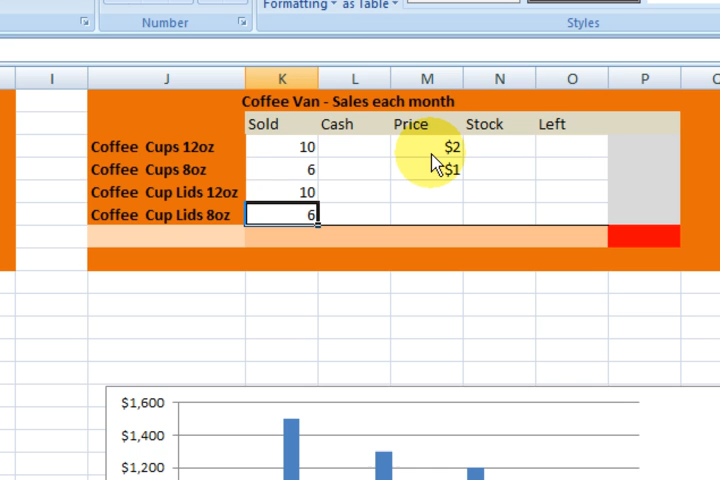 Formatting as Table
Number Styles
I J K L M N O P
Coffee Van - Sales each month
Sold Cash Price Stock Left
Coffee Cups 12oz 10 $2
Coffee Cups 8oz 6 $1
Coffee Cup Lids 12oz 10
Coffee Cup Lids 8oz 6
$1,600
$1,400
$1,200